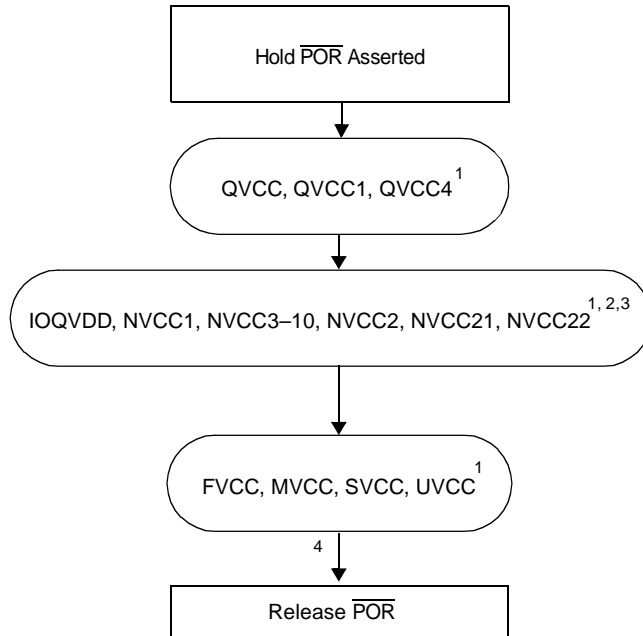 Hold POR Asserted
QVCC, QVCC1, QVCC4 1
IOQVDD, NVCC1, NVCC3–10, NVCC2, NVCC21, NVCC22 1, 2,3
FVCC, MVCC, SVCC, UVCC 1
4
Release POR